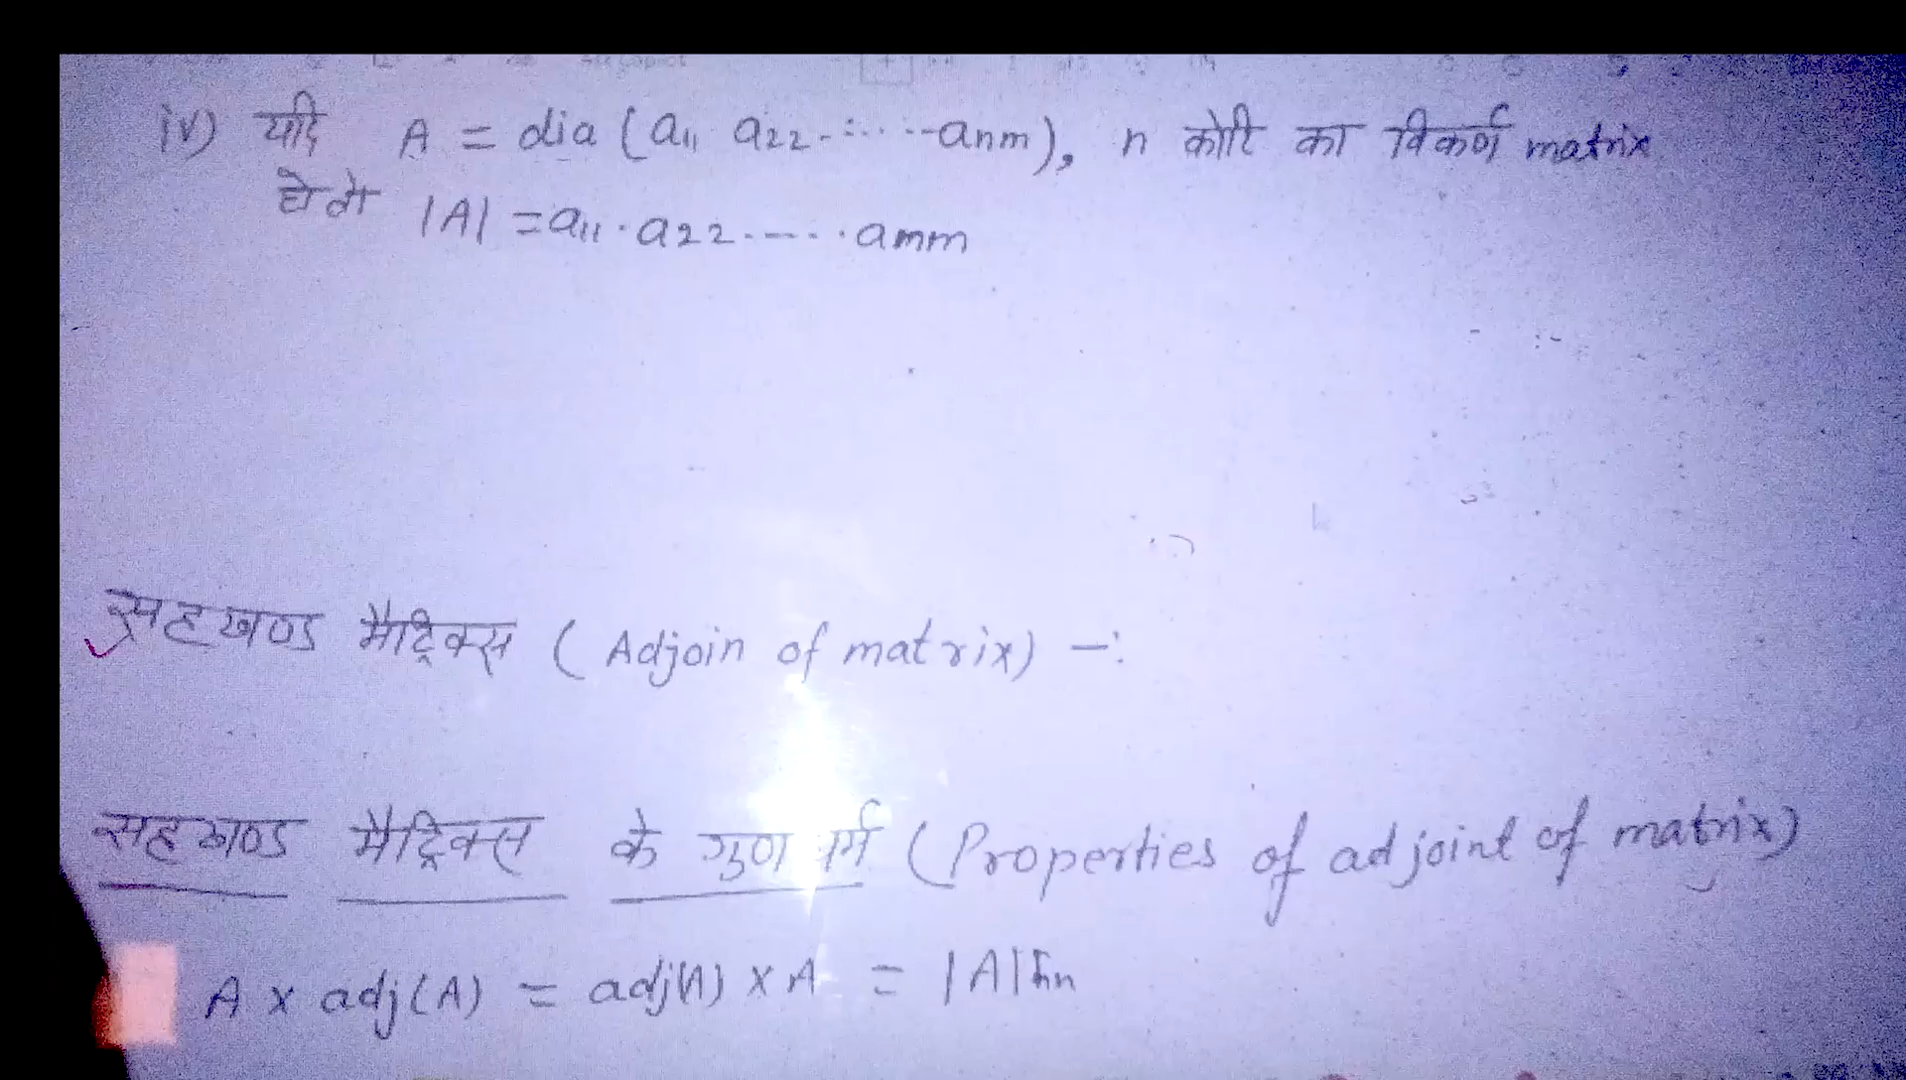 iv) यदि A = dia (a11 a22-:..--anm), n कोटि का विकर्ण matrix
हो तो |A| = a11 . a22.----.amm
सहखण्ड मैट्रिक्स ( Adjoin of matrix) -:
सहखण्ड मैट्रिक्स के गुण र्म (Properties of adjoint of matrix)
A x adj(A) = adj(A) x A = |A|In